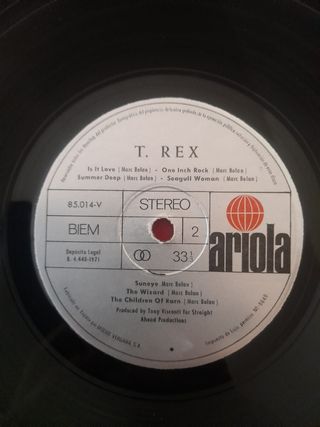 T. REX
Is It Love (Marc Bolan) - One Inch Rock (Marc Bolan)
Summer Deep (Marc Bolan) - Seagull Woman (Marc Bolan)
85.014-V
STEREO
BIEM
2
33⅓
ariola
Depósito Legal
B. 4.448-1971
Suneye Marc Bolan)
The Wizard (Marc Bolan)
The Children Of Rarn (Marc Bolan)
Produced by Tony Visconti for Straight
Ahead Productions